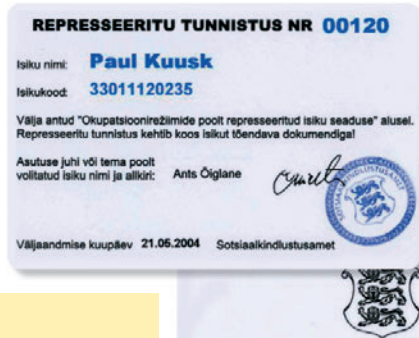 REPRESSEERITU TUNNISTUS NR 00120
Isiku nimi: Paul Kuusk
Isikukood: 33011120235
Välja antud "Okupatsioonirežiimide poolt represseeritud isiku seaduse" alusel.
Represseeritu tunnistus kehtib koos isikut tõendava dokumendiga!
Asutuse juhi või tema poolt
volitatud isiku nimi ja allkiri: Ants Õiglane
SOTSIAALKINDLUSTUSAMET
Väljaandmise kuupäev 21.05.2004 Sotsiaalkindlustusamet